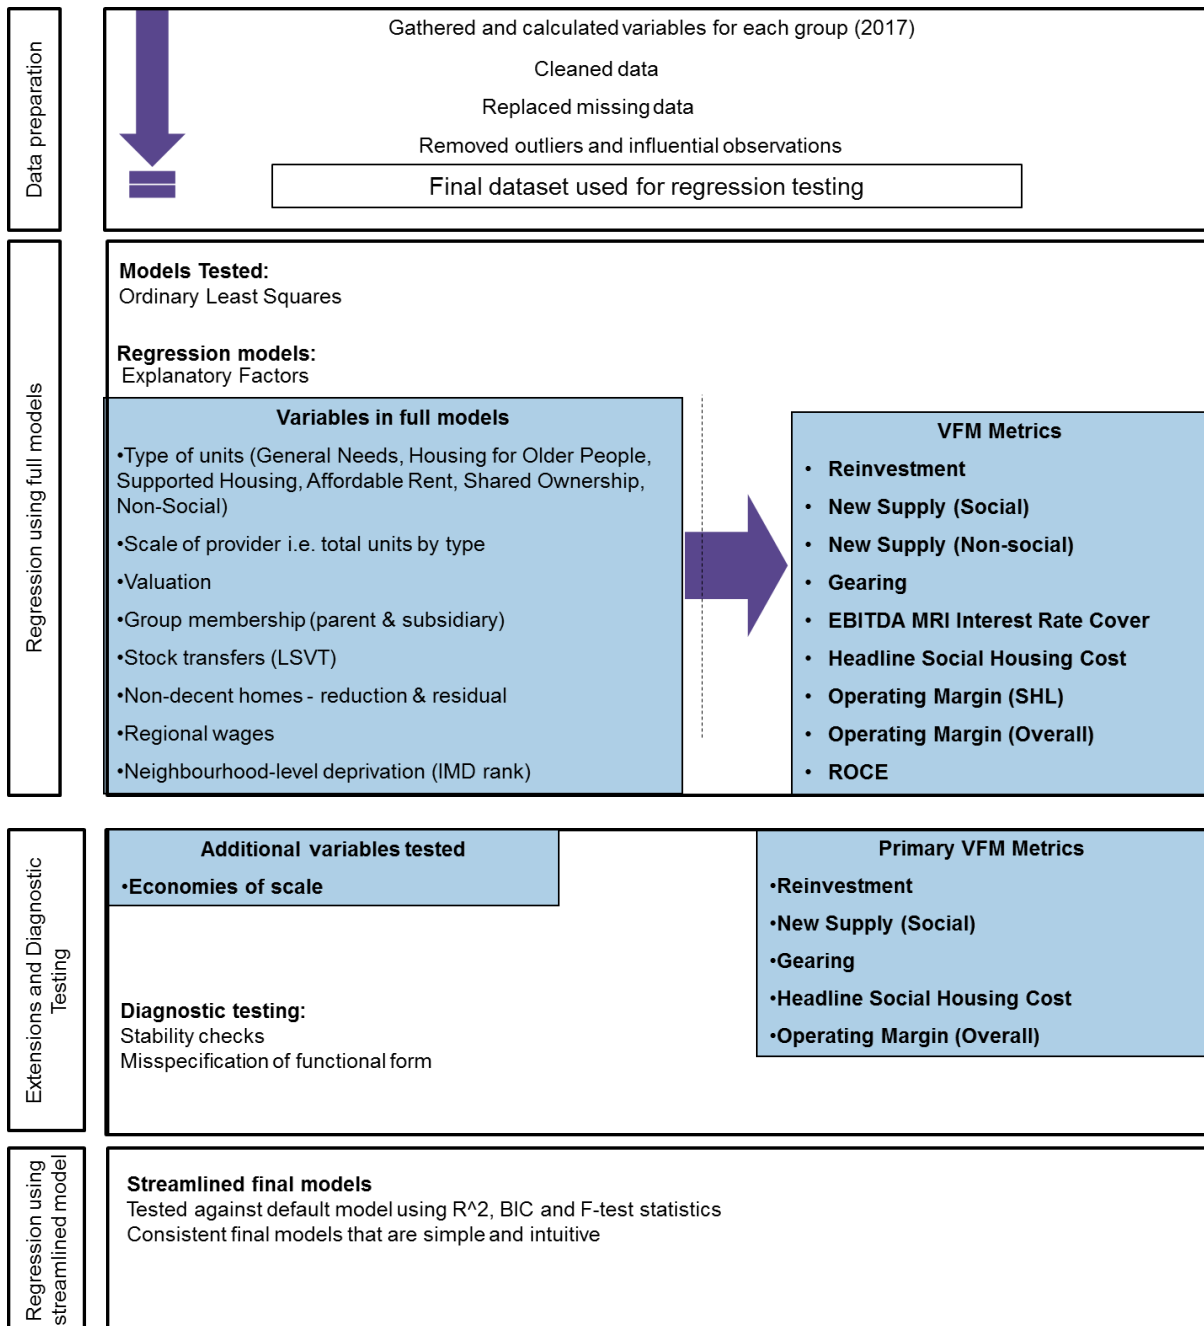 Data preparation
Gathered and calculated variables for each group (2017)
Cleaned data
Replaced missing data
Removed outliers and influential observations
Final dataset used for regression testing
Regression using full models
Models Tested:
Ordinary Least Squares
Regression models:
Explanatory Factors
Variables in full models
•Type of units (General Needs, Housing for Older People,
Supported Housing, Affordable Rent, Shared Ownership,
Non-Social)
•Scale of provider i.e. total units by type
•Valuation
•Group membership (parent & subsidiary)
•Stock transfers (LSVT)
•Non-decent homes - reduction & residual
•Regional wages
•Neighbourhood-level deprivation (IMD rank)
VFM Metrics
• Reinvestment
• New Supply (Social)
• New Supply (Non-social)
• Gearing
• EBITDA MRI Interest Rate Cover
• Headline Social Housing Cost
• Operating Margin (SHL)
• Operating Margin (Overall)
• ROCE
Extensions and Diagnostic
Testing
Additional variables tested
•Economies of scale
Diagnostic testing:
Stability checks
Misspecification of functional form
Primary VFM Metrics
•Reinvestment
•New Supply (Social)
•Gearing
•Headline Social Housing Cost
•Operating Margin (Overall)
Regression using
streamlined model
Streamlined final models
Tested against default model using R^2, BIC and F-test statistics
Consistent final models that are simple and intuitive